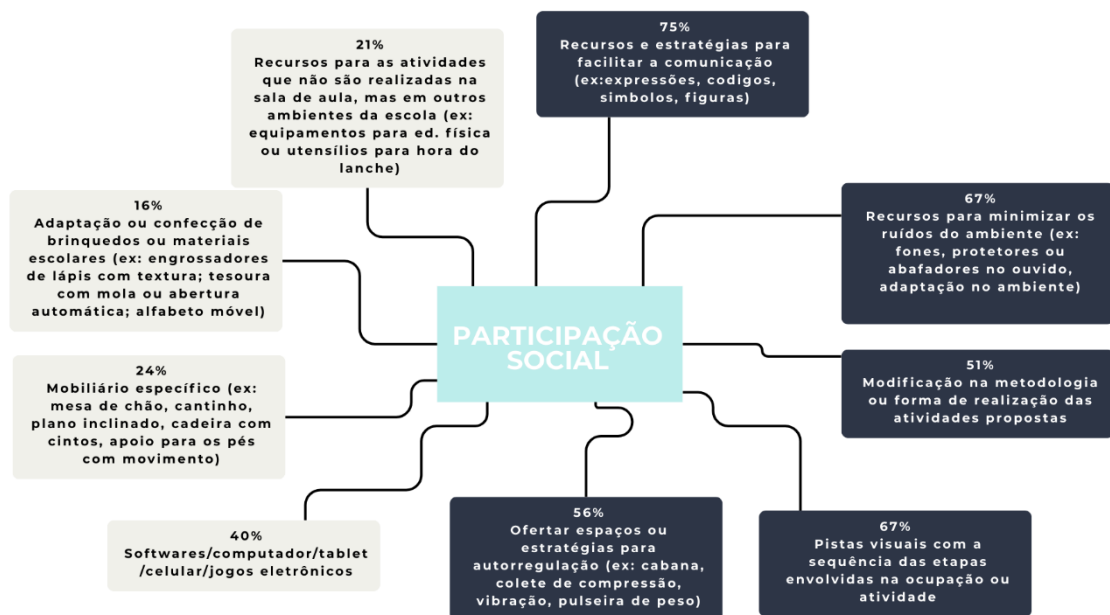 21%
Recursos para as atividades
que não são realizadas na
sala de aula, mas em outros
ambientes da escola (ex:
equipamentos para ed. física
ou utensílios para hora do
lanche)
75%
Recursos e estratégias para
facilitar a comunicação
(ex:expressões, codigos,
simbolos, figuras)
16%
Adaptação ou confecção de
brinquedos ou materiais
escolares (ex: engrossadores
de lápis com textura; tesoura
com mola ou abertura
automática; alfabeto móvel)
67%
Recursos para minimizar os
ruídos do ambiente (ex:
fones, protetores ou
abafadores no ouvido,
adaptação no ambiente)
PARTICIPAÇÃO
SOCIAL
24%
Mobiliário específico (ex:
mesa de chão, cantinho,
plano inclinado, cadeira com
cintos, apoio para os pés
com movimento)
51%
Modificação na metodologia
ou forma de realização das
atividades propostas
40%
Softwares/computador/tablet
/celular/jogos eletrônicos
56%
Ofertar espaços ou
estratégias para
autorregulação (ex: cabana,
colete de compressão,
vibração, pulseira de peso)
67%
Pistas visuais com a
sequência das etapas
envolvidas na ocupação ou
atividade